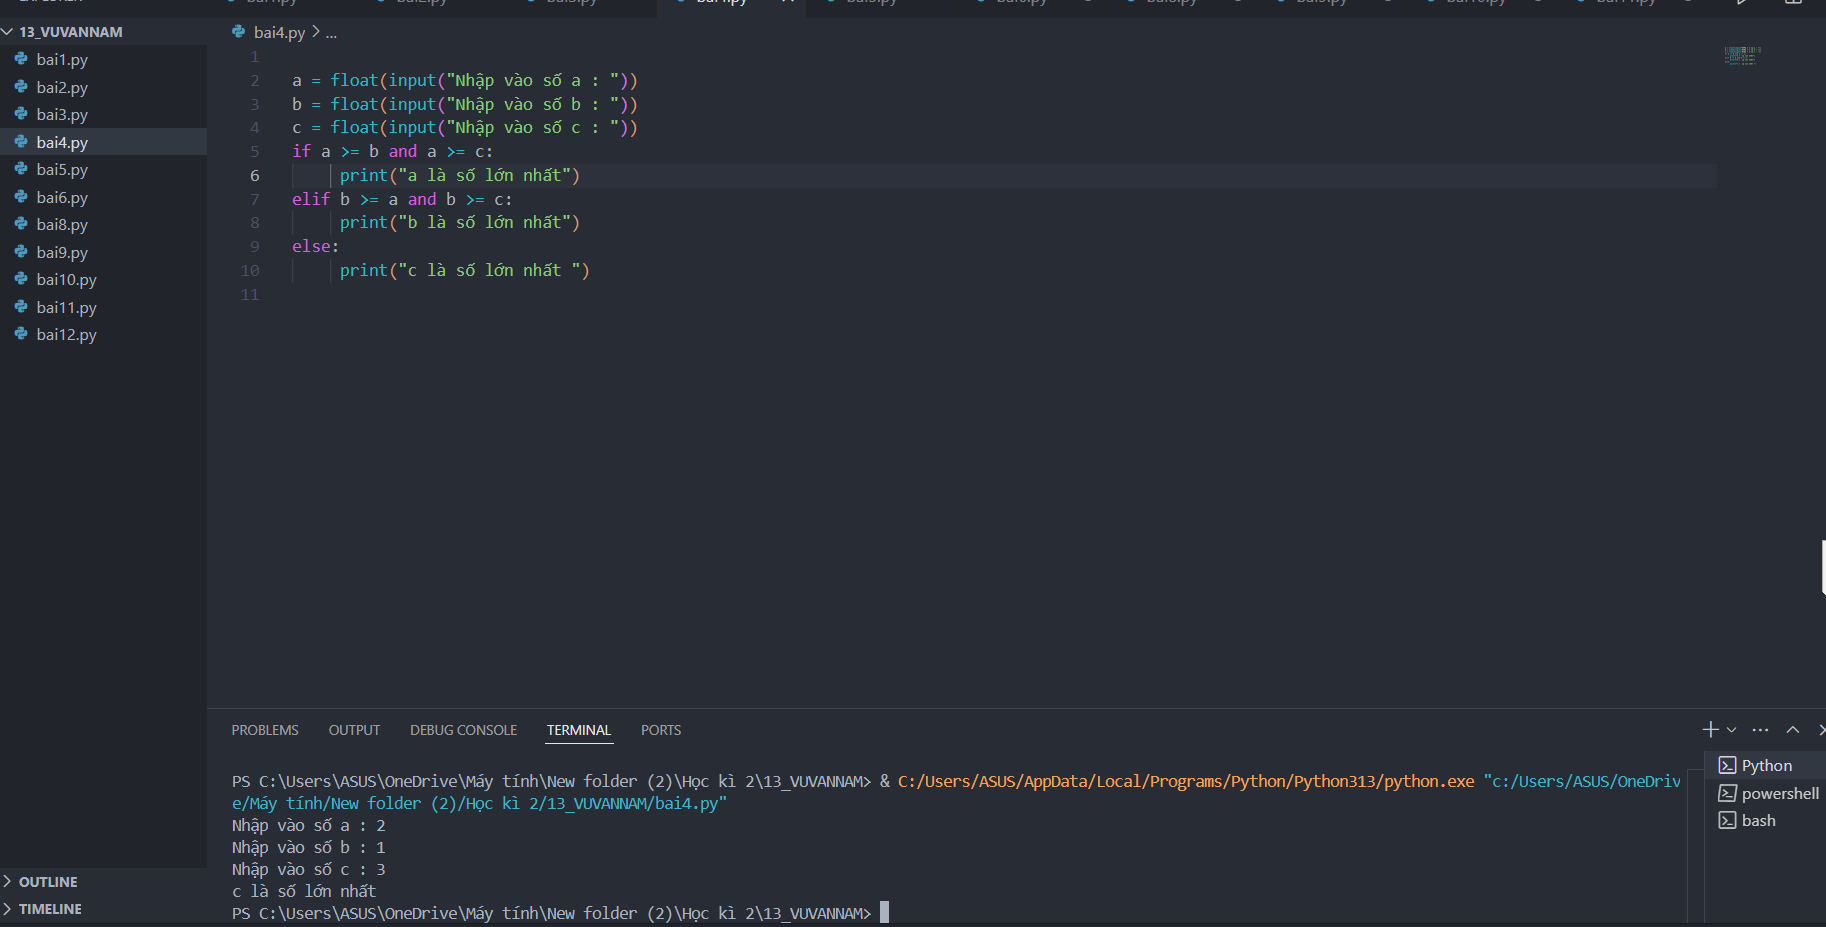 13_VUVANNAM
bai1.py
bai2.py
bai3.py
bai4.py
bai5.py
bai6.py
bai8.py
bai9.py
bai10.py
bai11.py
bai12.py
OUTLINE
TIMELINE
bai4.py > ...
1
2 a = float(input("Nhập vào số a : "))
3 b = float(input("Nhập vào số b : "))
4 c = float(input("Nhập vào số c : "))
5 if a >= b and a >= c:
6 print("a là số lớn nhất")
7 elif b >= a and b >= c:
8 print("b là số lớn nhất")
9 else:
10 print("c là số lớn nhất ")
11
PROBLEMS OUTPUT DEBUG CONSOLE TERMINAL PORTS
PS C:\Users\ASUS\OneDrive\Máy tính\New folder (2)\Học kì 2\13_VUVANNAM> & C:/Users/ASUS/AppData/Local/Programs/Python/Python313/python.exe "c:/Users/ASUS/OneDriv
e/Máy tính/New folder (2)/Học kì 2/13_VUVANNAM/bai4.py"
Nhập vào số a : 2
Nhập vào số b : 1
Nhập vào số c : 3
c là số lớn nhất
PS C:\Users\ASUS\OneDrive\Máy tính\New folder (2)\Học kì 2\13_VUVANNAM>
Python
powershell
bash